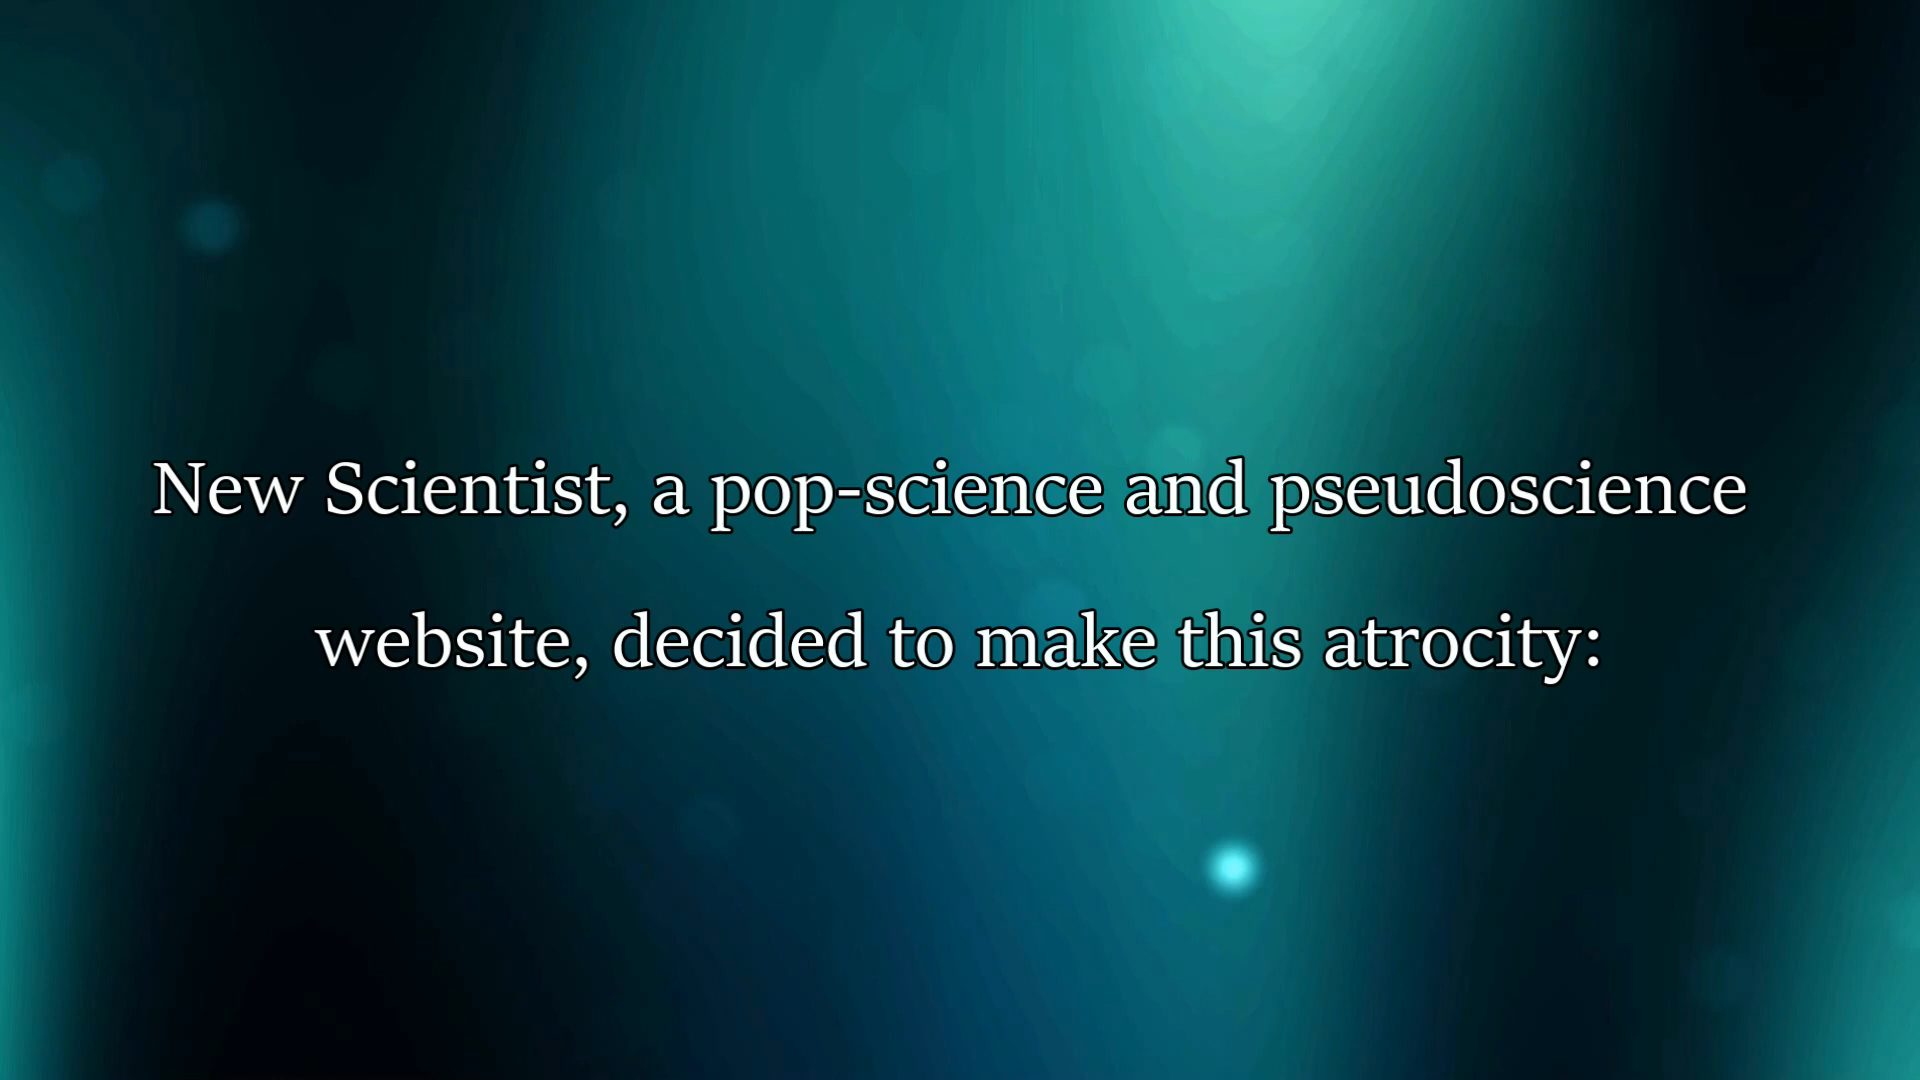 New Scientist, a pop-science and pseudoscience
website, decided to make this atrocity: